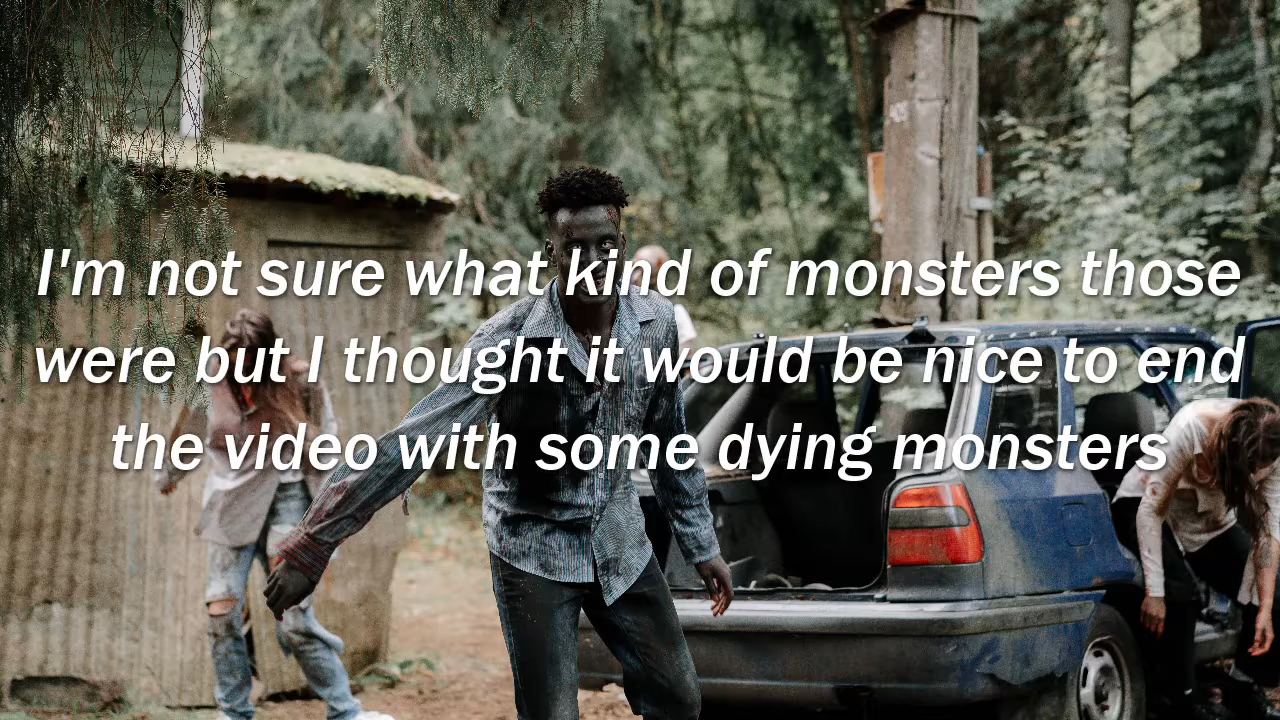 I'm not sure what kind of monsters those
were but I thought it would be nice to end
the video with some dying monsters